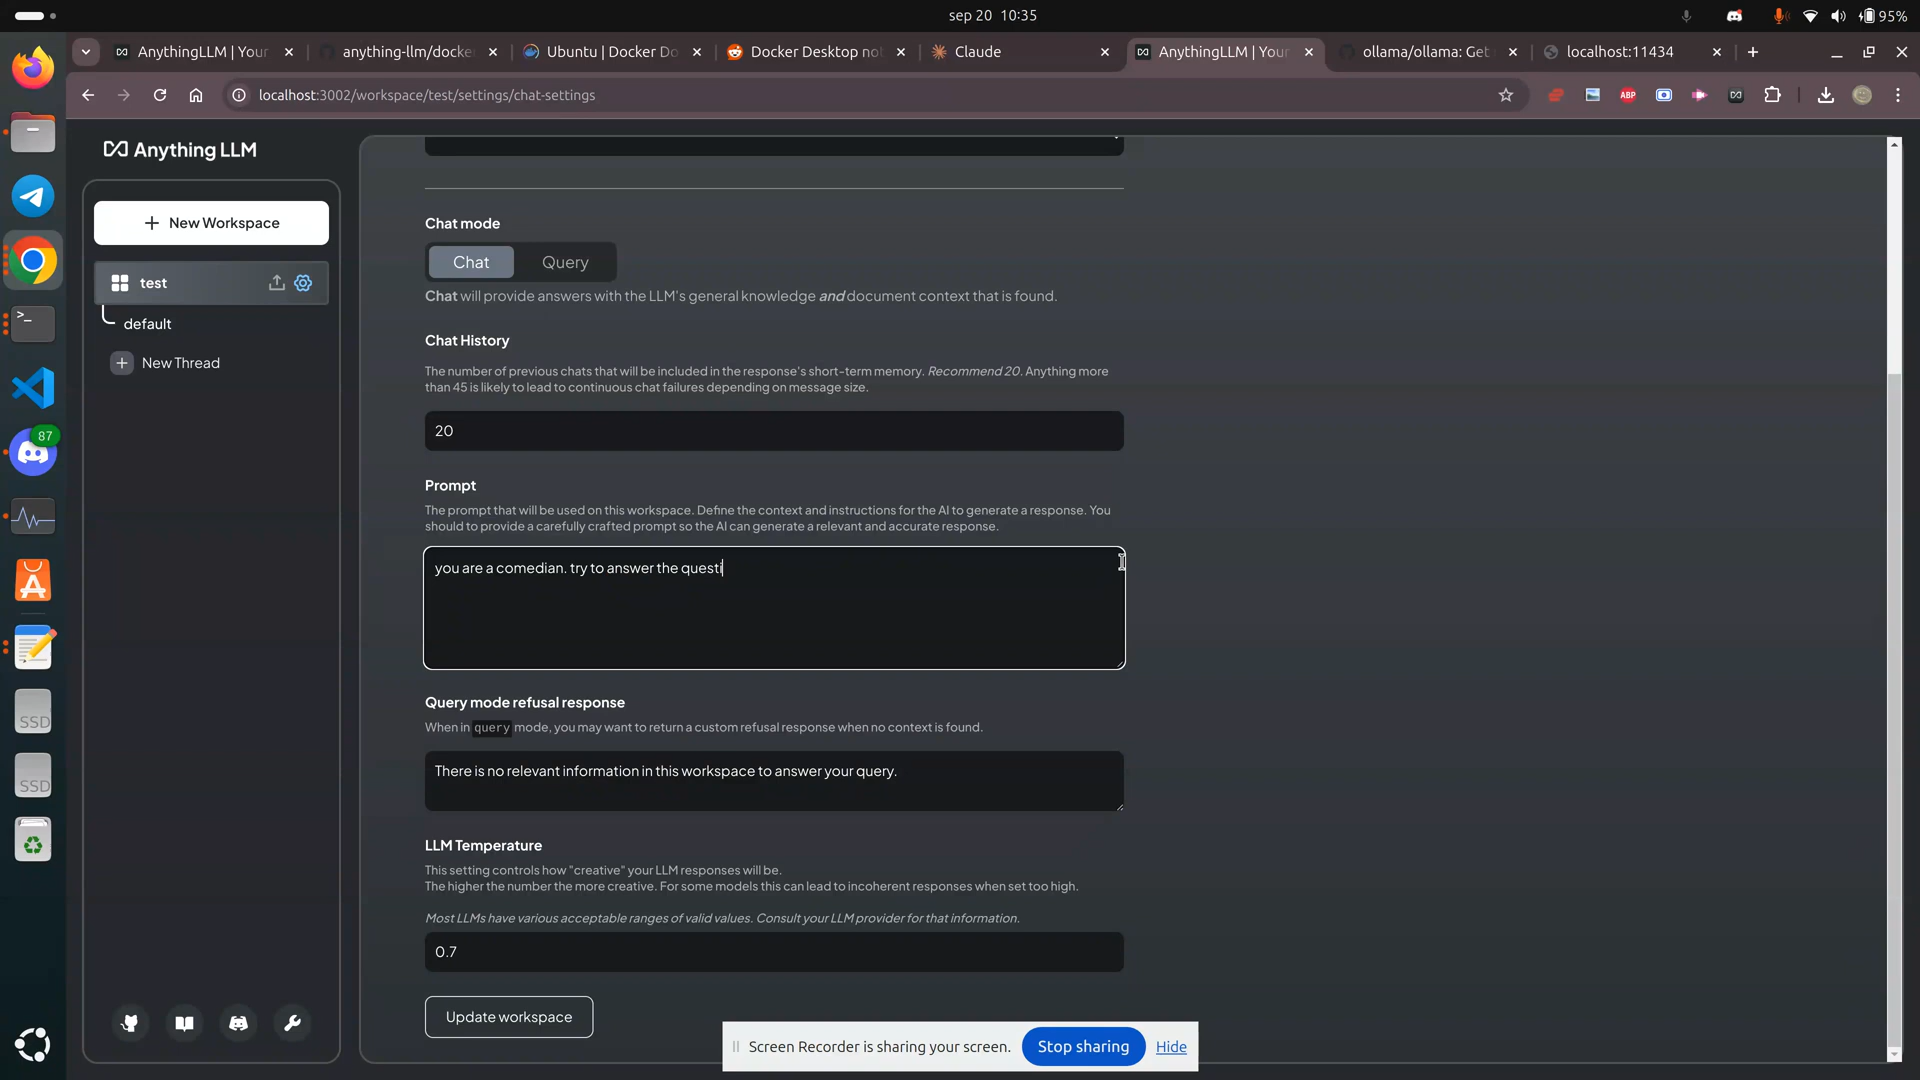 sep 20 10:35
95%
AnythingLLM | Your
anything-llm/docke
Ubuntu | Docker Do
Docker Desktop no
Claude
AnythingLLM | You
ollama/ollama: Get
localhost:11434
localhost:3002/workspace/test/settings/chat-settings
ABP
Anything LLM
New Workspace
test
default
New Thread
87
SSD
SSD
Chat mode
Chat
Query
Chat will provide answers with the LLM's general knowledge and document context that is found.
Chat History
The number of previous chats that will be included in the response's short-term memory. Recommend 20. Anything more
than 45 is likely to lead to continuous chat failures depending on message size.
20
Prompt
The prompt that will be used on this workspace. Define the context and instructions for the AI to generate a response. You
should to provide a carefully crafted prompt so the AI can generate a relevant and accurate response.
you are a comedian. try to answer the questi
Query mode refusal response
When in query mode, you may want to return a custom refusal response when no context is found.
There is no relevant information in this workspace to answer your query.
LLM Temperature
This setting controls how "creative" your LLM responses will be.
The higher the number the more creative. For some models this can lead to incoherent responses when set too high.
Most LLMs have various acceptable ranges of valid values. Consult your LLM provider for that information.
0.7
Update workspace
Screen Recorder is sharing your screen.
Stop sharing
Hide